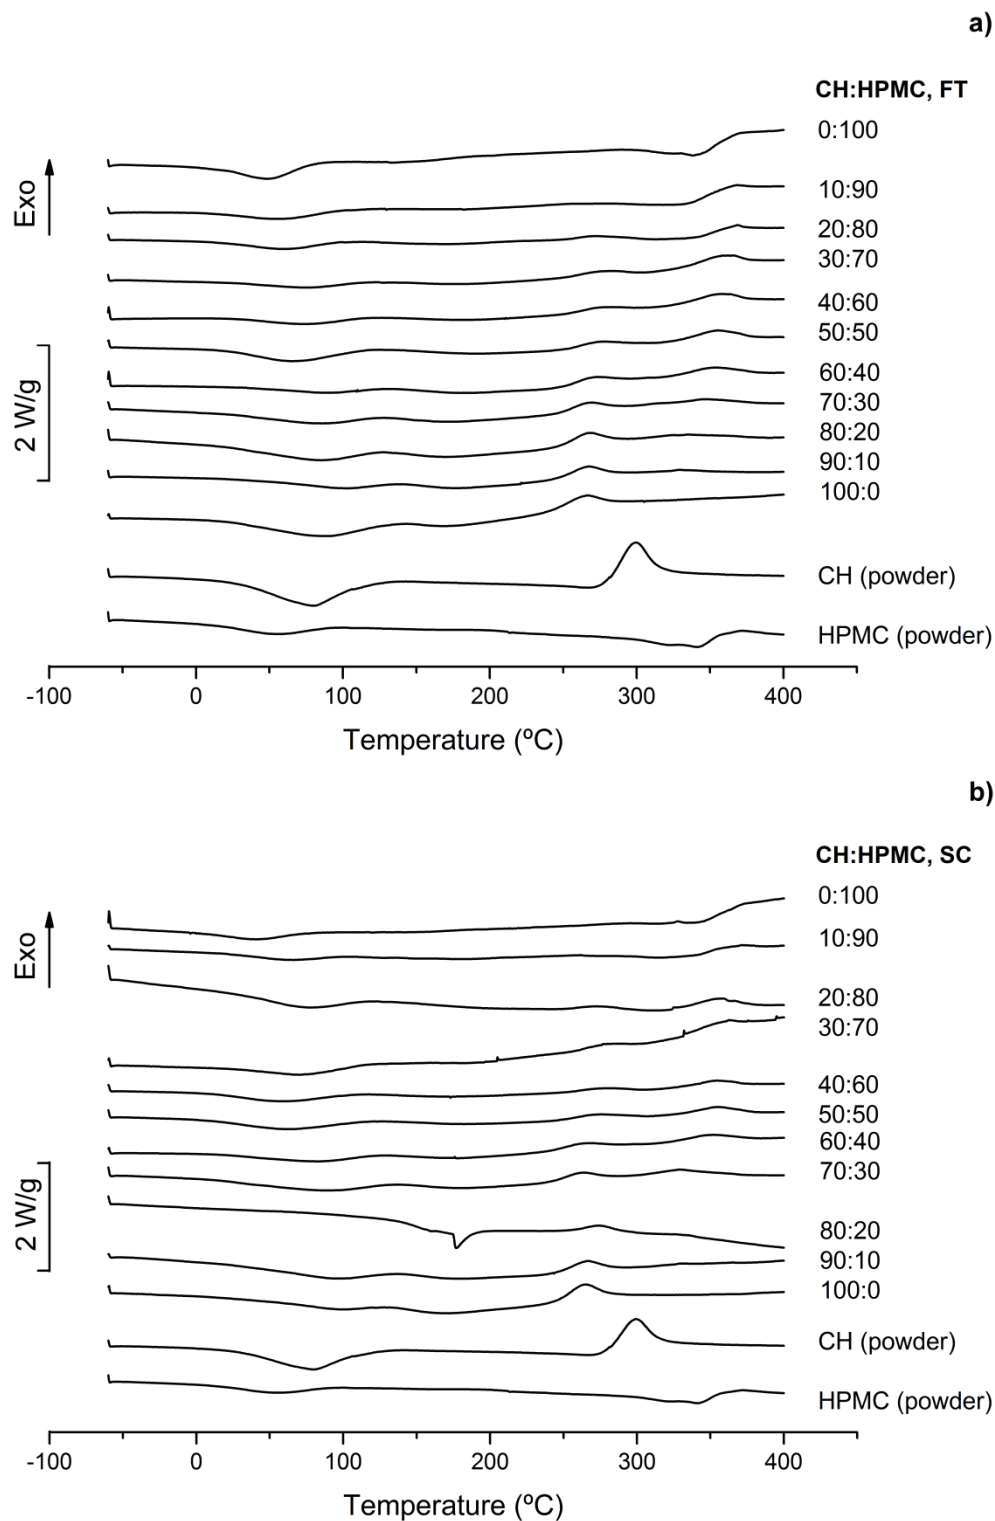 a)
CH:HPMC, FT
0:100
10:90
20:80
30:70
40:60
50:50
60:40
70:30
80:20
90:10
100:0
CH (powder)
HPMC (powder)
Exo
2 W/g
-100 0 100 200 300 400
Temperature (ºC)
b)
CH:HPMC, SC
0:100
10:90
20:80
30:70
40:60
50:50
60:40
70:30
80:20
90:10
100:0
CH (powder)
HPMC (powder)
Exo
2 W/g
-100 0 100 200 300 400
Temperature (ºC)